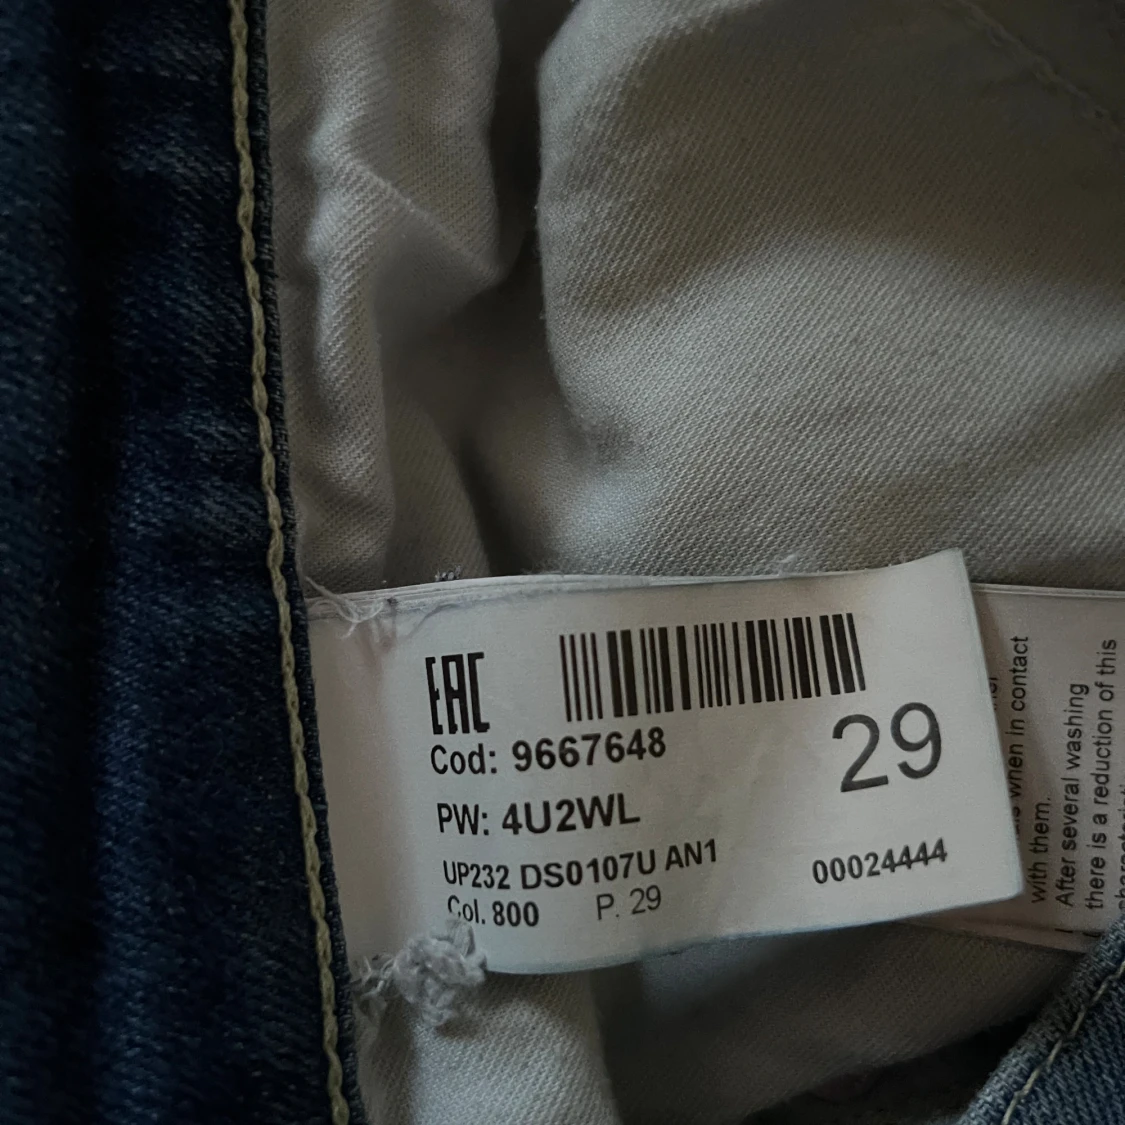 EAC
Cod: 9667648
29
PW: 4U2WL
UP232 DS0107U AN1
00024444
Col. 800 P. 29
when in contact
with them.
After several washing
there is a reduction of this